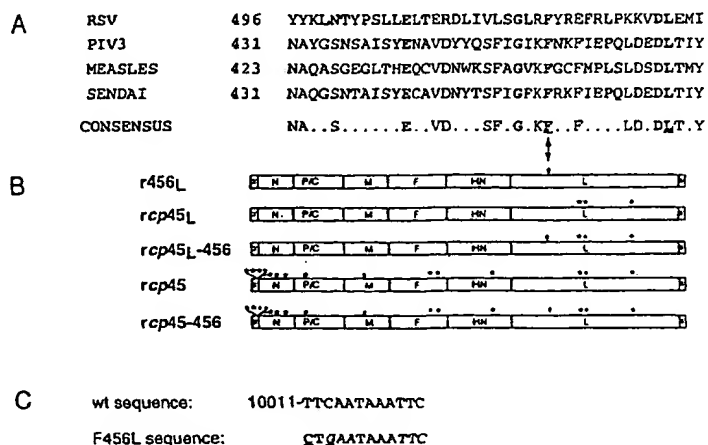 A
RSV 496 YYKLNTYPSLLELTERDLIVLSGLRFYREFRLPKKVDLEMI
PIV3 431 NAYGSNSAISYENAVDYYQSFIGIKFNKFIEPQLDEDLTIY
MEASLES 423 NAQASGEGLTHEQCVDNWKSFAGVKFGCFMPLSLDSDLTMY
SENDAI 431 NAQGSNTAISYECAVDNYTSFIGFKFRKFIEPQLDEDLTIY
CONSENSUS NA..S......E..VD...SF.G.KF..F....LD.DLT.Y
B
r456L N P/C M F HN L
rcp45L N P/C M F HN L
rcp45L-456 N P/C M F HN L
rcp45 N P/C M F HN L
rcp45-456 N P/C M F HN L
C
wt sequence: 10011-TTCAATAAATTC
F456L sequence: CTGAATAAATTC